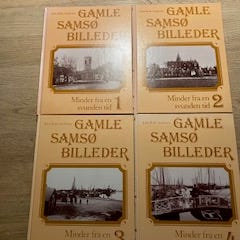 GAMLE
SAMSØ
BILLEDER
Minder fra en
svunden tid 1
GAMLE
SAMSØ
BILLEDER
Minder fra en
svunden tid 2
GAMLE
SAMSØ
BILLEDER
Minder fra en
3
GAMLE
SAMSØ
BILLEDER
Minder fra en
4